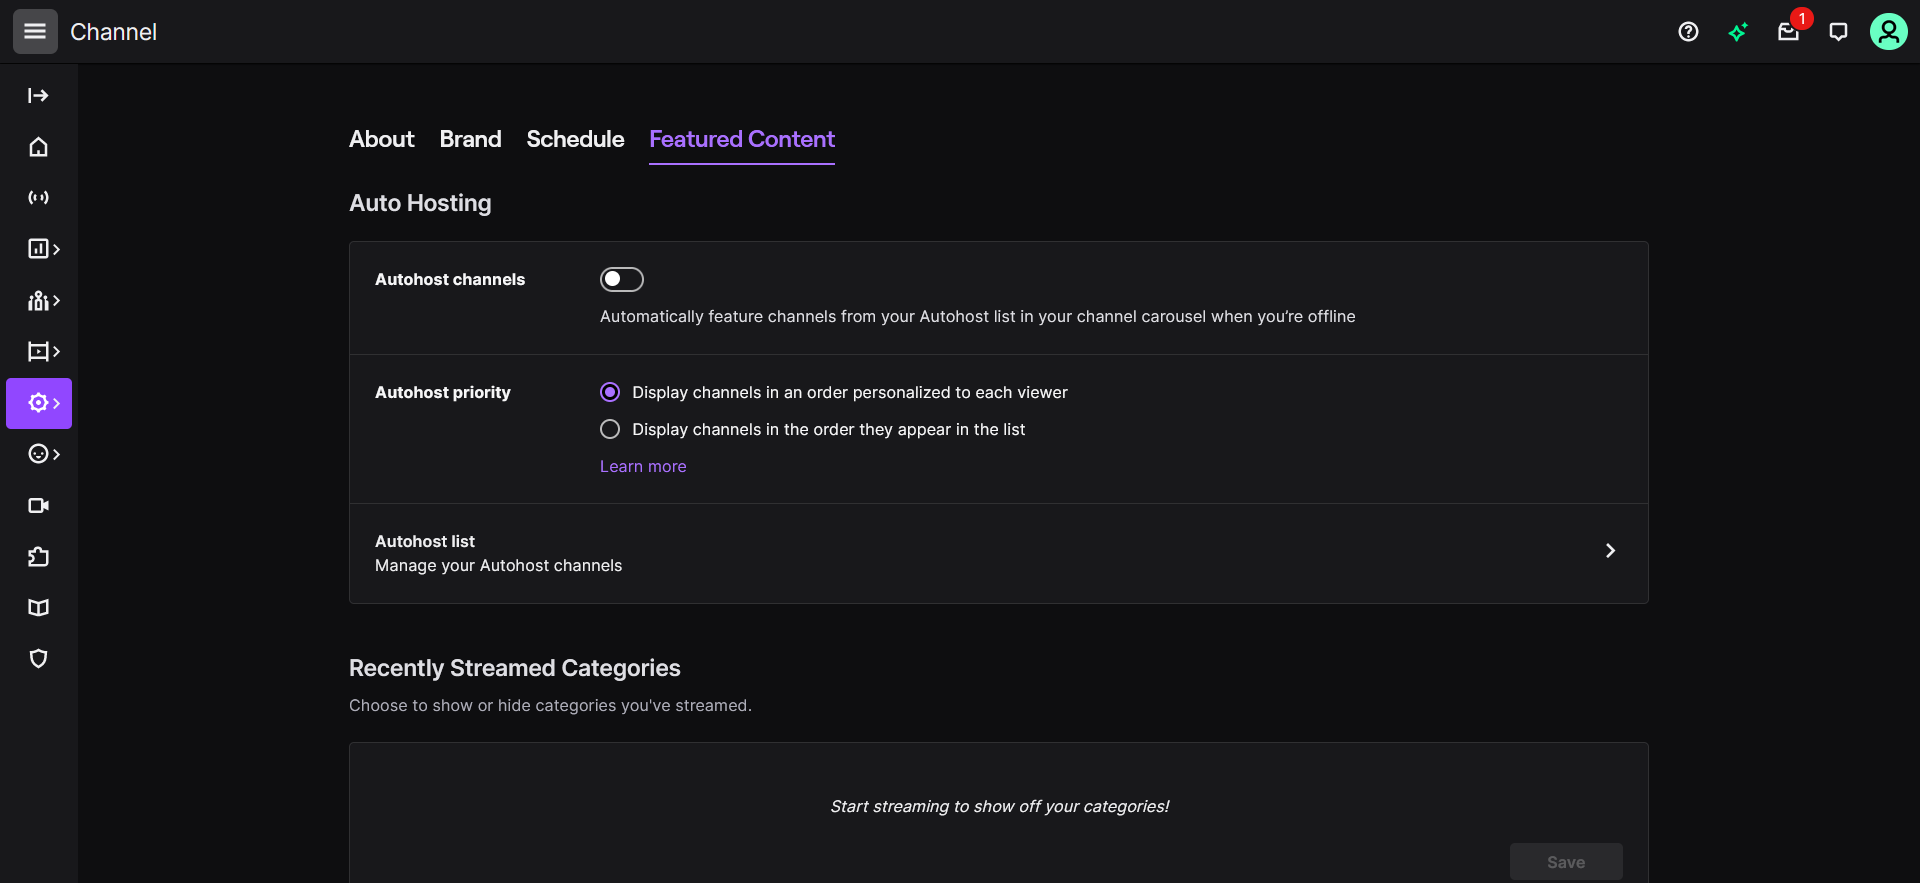 Channel
1
About Brand Schedule Featured Content
Auto Hosting
Autohost channels
Automatically feature channels from your Autohost list in your channel carousel when you’re offline
Autohost priority
Display channels in an order personalized to each viewer
Display channels in the order they appear in the list
Learn more
Autohost list
Manage your Autohost channels
Recently Streamed Categories
Choose to show or hide categories you've streamed.
Start streaming to show off your categories!
Save